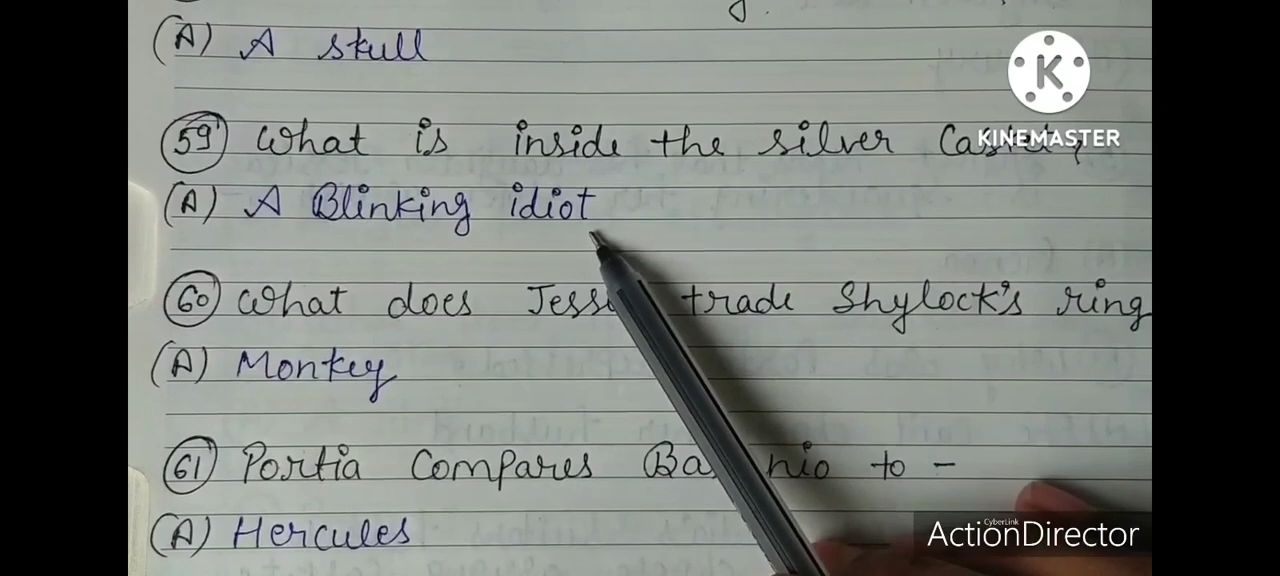 (A) A skull
KINEMASTER
59 What is inside the silver
(A) A Blinking idiot
60 What does trade Shylock's ring
(A) Monkey
61 Portia Compares to -
(A) Hercules
CyberLink
ActionDirector